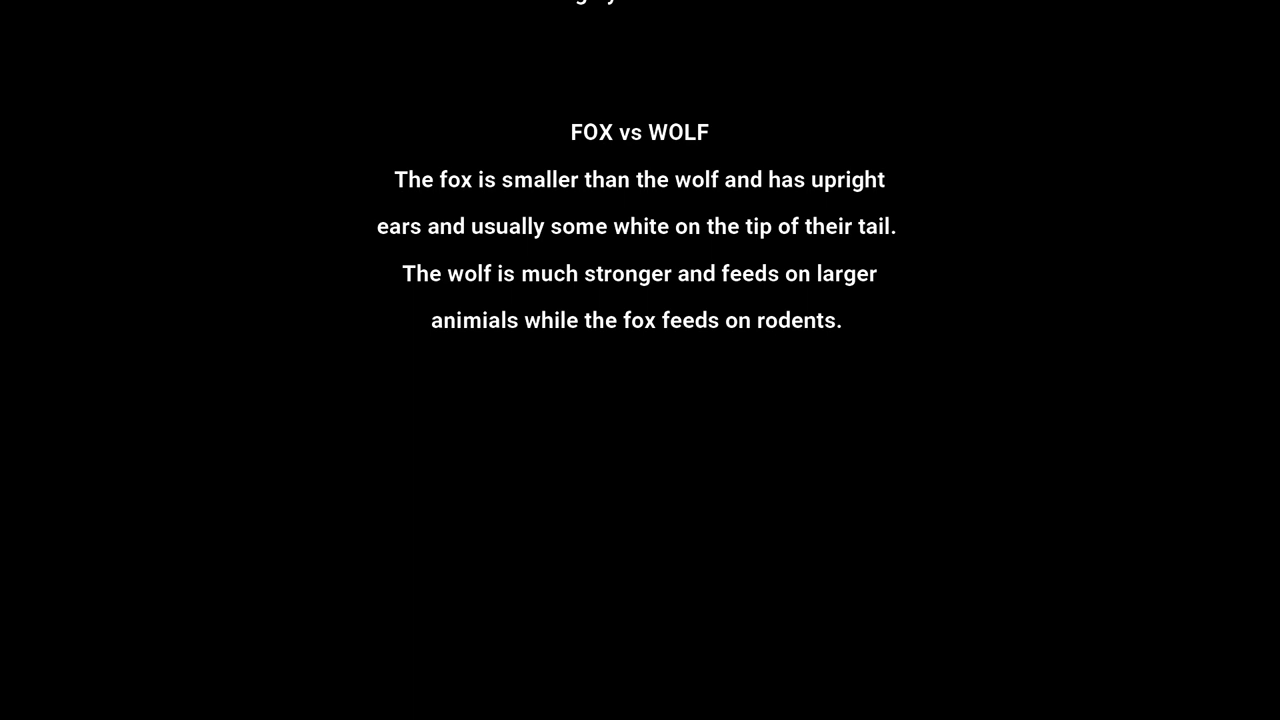 FOX vs WOLF
The fox is smaller than the wolf and has upright
ears and usually some white on the tip of their tail.
The wolf is much stronger and feeds on larger
animials while the fox feeds on rodents.